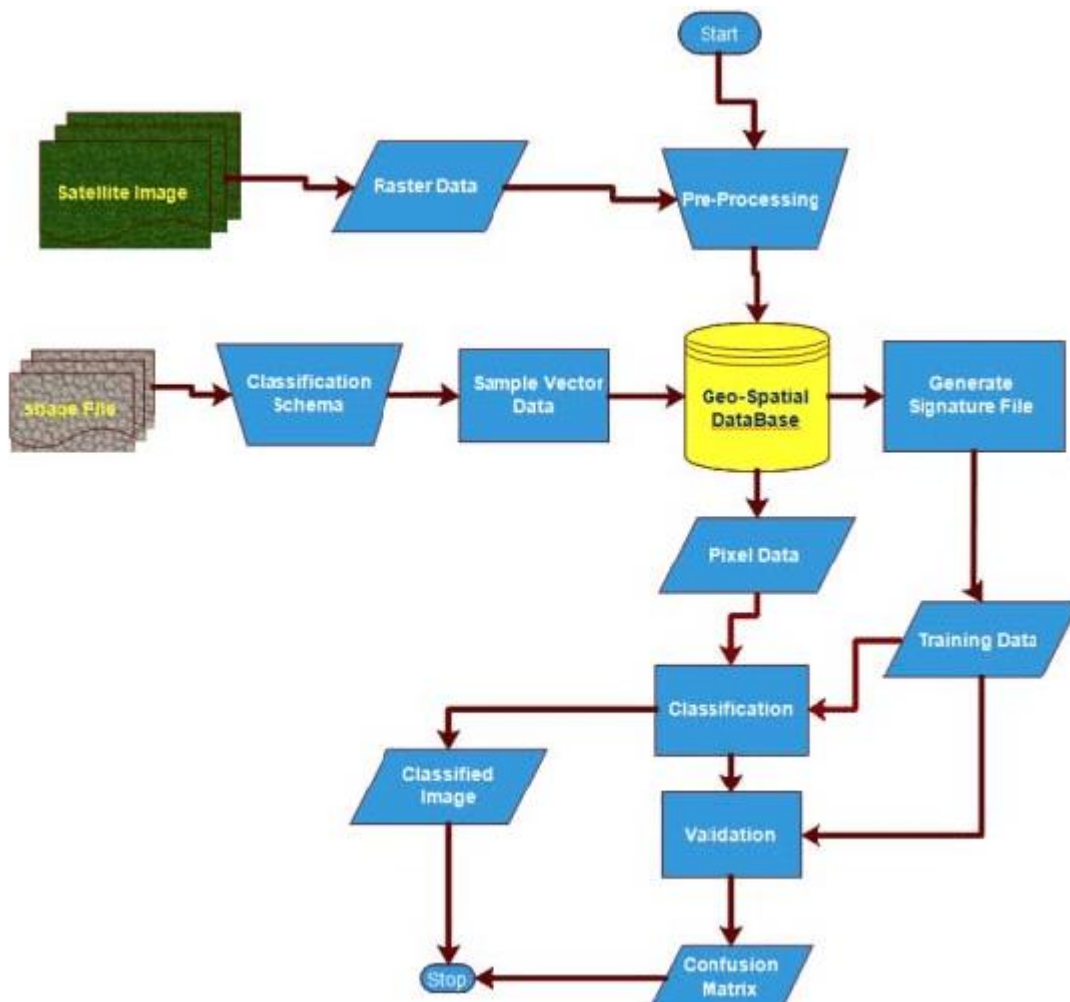 Start
Satellite Image
Raster Data
Pre-Processing
Shape File
Classification
Schema
Sample Vector
Data
Geo-Spatial
DataBase
Generate
Signature File
Pixel Data
Training Data
Classification
Classified
Image
Validation
Stop
Confusion
Matrix